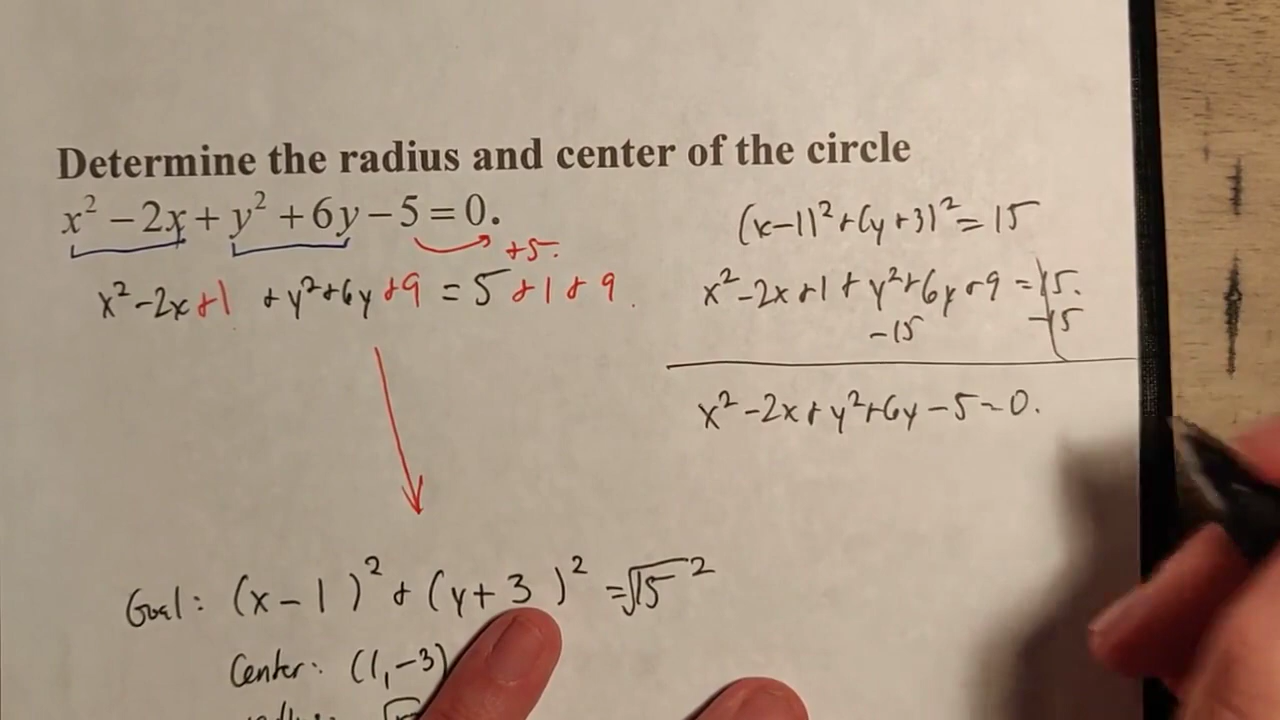 Determine the radius and center of the circle
x² − 2x + y² + 6y − 5 = 0.
+5.
x²-2x+1 + y²+6y+9 = 5+1+9.
Goal: (x-1)² + (y+3)² = √15²
Center: (1,-3)
(x-1)²+(y+3)²=15
x²-2x+1+y²+6y+9=15.
-15 -15
x²-2x+y²+6y-5=0.